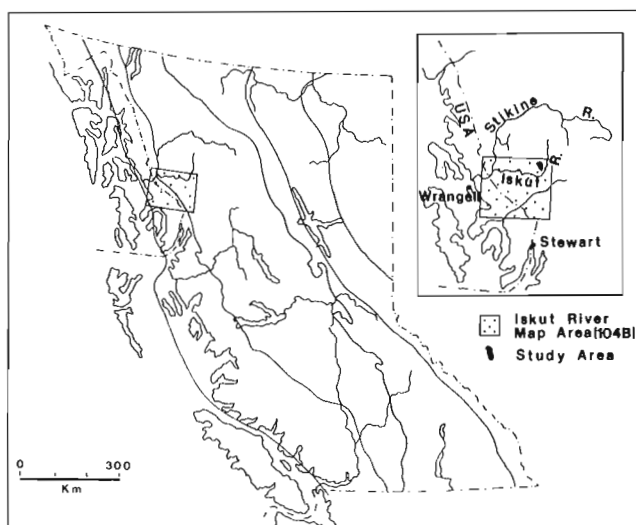 USA
Stikine
R.
R.
Iskut
Wrangell
Stewart
Iskut River
Map Area[104B]
Study Area
0 300
Km